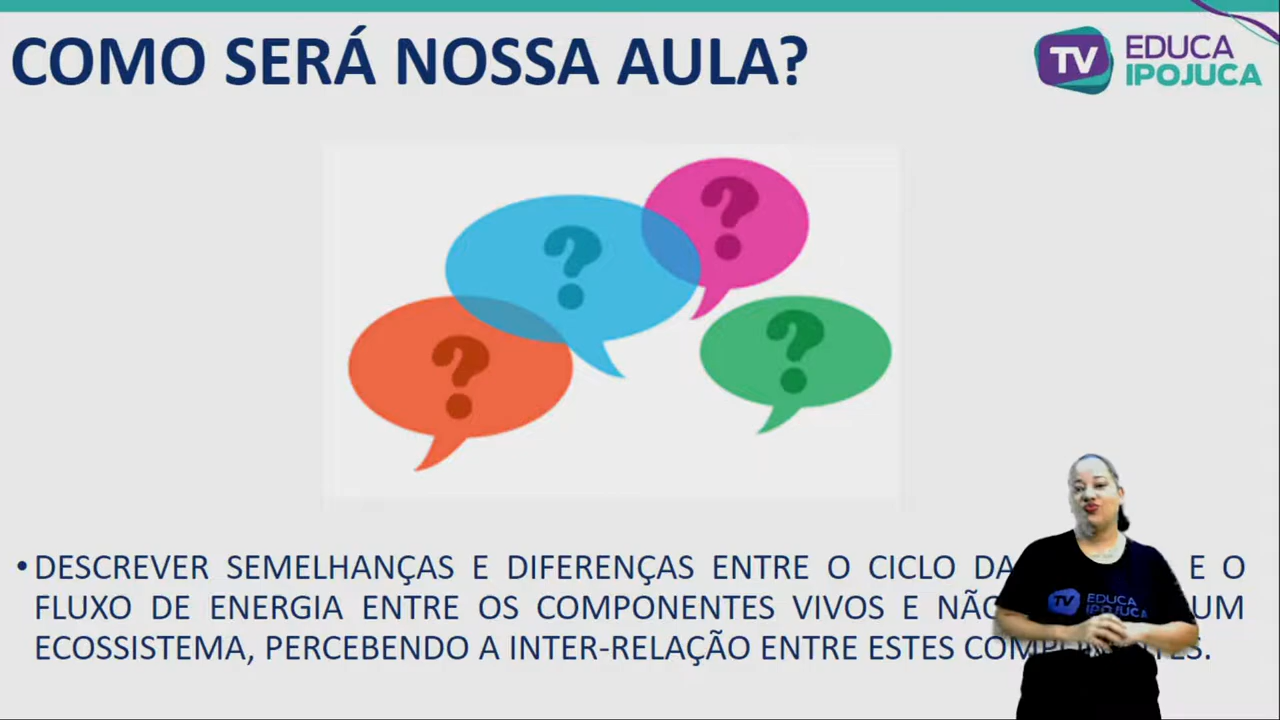 COMO SERÁ NOSSA AULA?
TV EDUCA
IPOJUCA
?
?
?
?
• DESCREVER SEMELHANÇAS E DIFERENÇAS ENTRE O CICLO DA E O
FLUXO DE ENERGIA ENTRE OS COMPONENTES VIVOS E UM
ECOSSISTEMA, PERCEBENDO A INTER-RELAÇÃO ENTRE ESTES
TV EDUCA
IPOJUCA